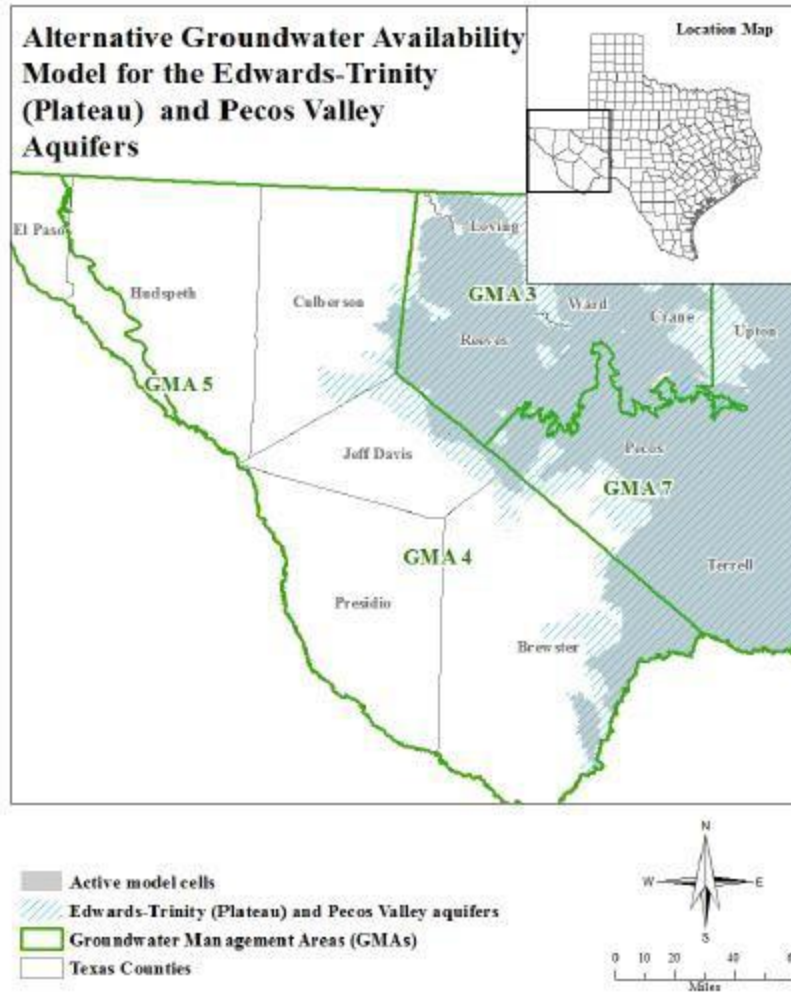 Alternative Groundwater Availability
Model for the Edwards-Trinity
(Plateau) and Pecos Valley
Aquifers
Location Map
El Paso
Hudspeth
Culberson
Loving
GMA 3
Ward
Reeves
Crane
Upton
GMA 5
Jeff Davis
Pecos
GMA 7
GMA 4
Terrell
Presidio
Brewster
Active model cells
Edwards-Trinity (Plateau) and Pecos Valley aquifers
Groundwater Management Areas (GMAs)
Texas Counties
N
W
E
S
0 10 20 40
Miles